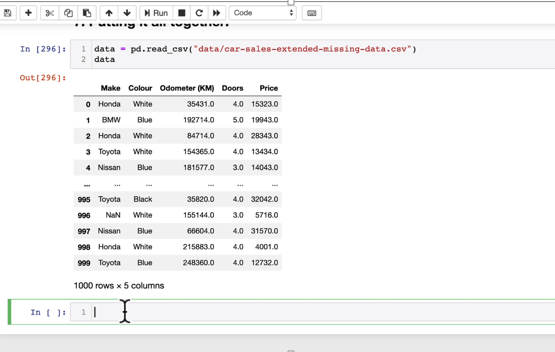 Run
Code
7. Putting it all together!
In [296]:
1 data = pd.read_csv("data/car-sales-extended-missing-data.csv")
2 data
Out[296]:
Make Colour Odometer (KM) Doors Price
0 Honda White 35431.0 4.0 15323.0
1 BMW Blue 192714.0 5.0 19943.0
2 Honda White 84714.0 4.0 28343.0
3 Toyota White 154365.0 4.0 13434.0
4 Nissan Blue 181577.0 3.0 14043.0
... ... ... ... ... ...
995 Toyota Black 35820.0 4.0 32042.0
996 NaN White 155144.0 3.0 5716.0
997 Nissan Blue 66604.0 4.0 31570.0
998 Honda White 215883.0 4.0 4001.0
999 Toyota Blue 248360.0 4.0 12732.0
1000 rows × 5 columns
In [ ]: 1